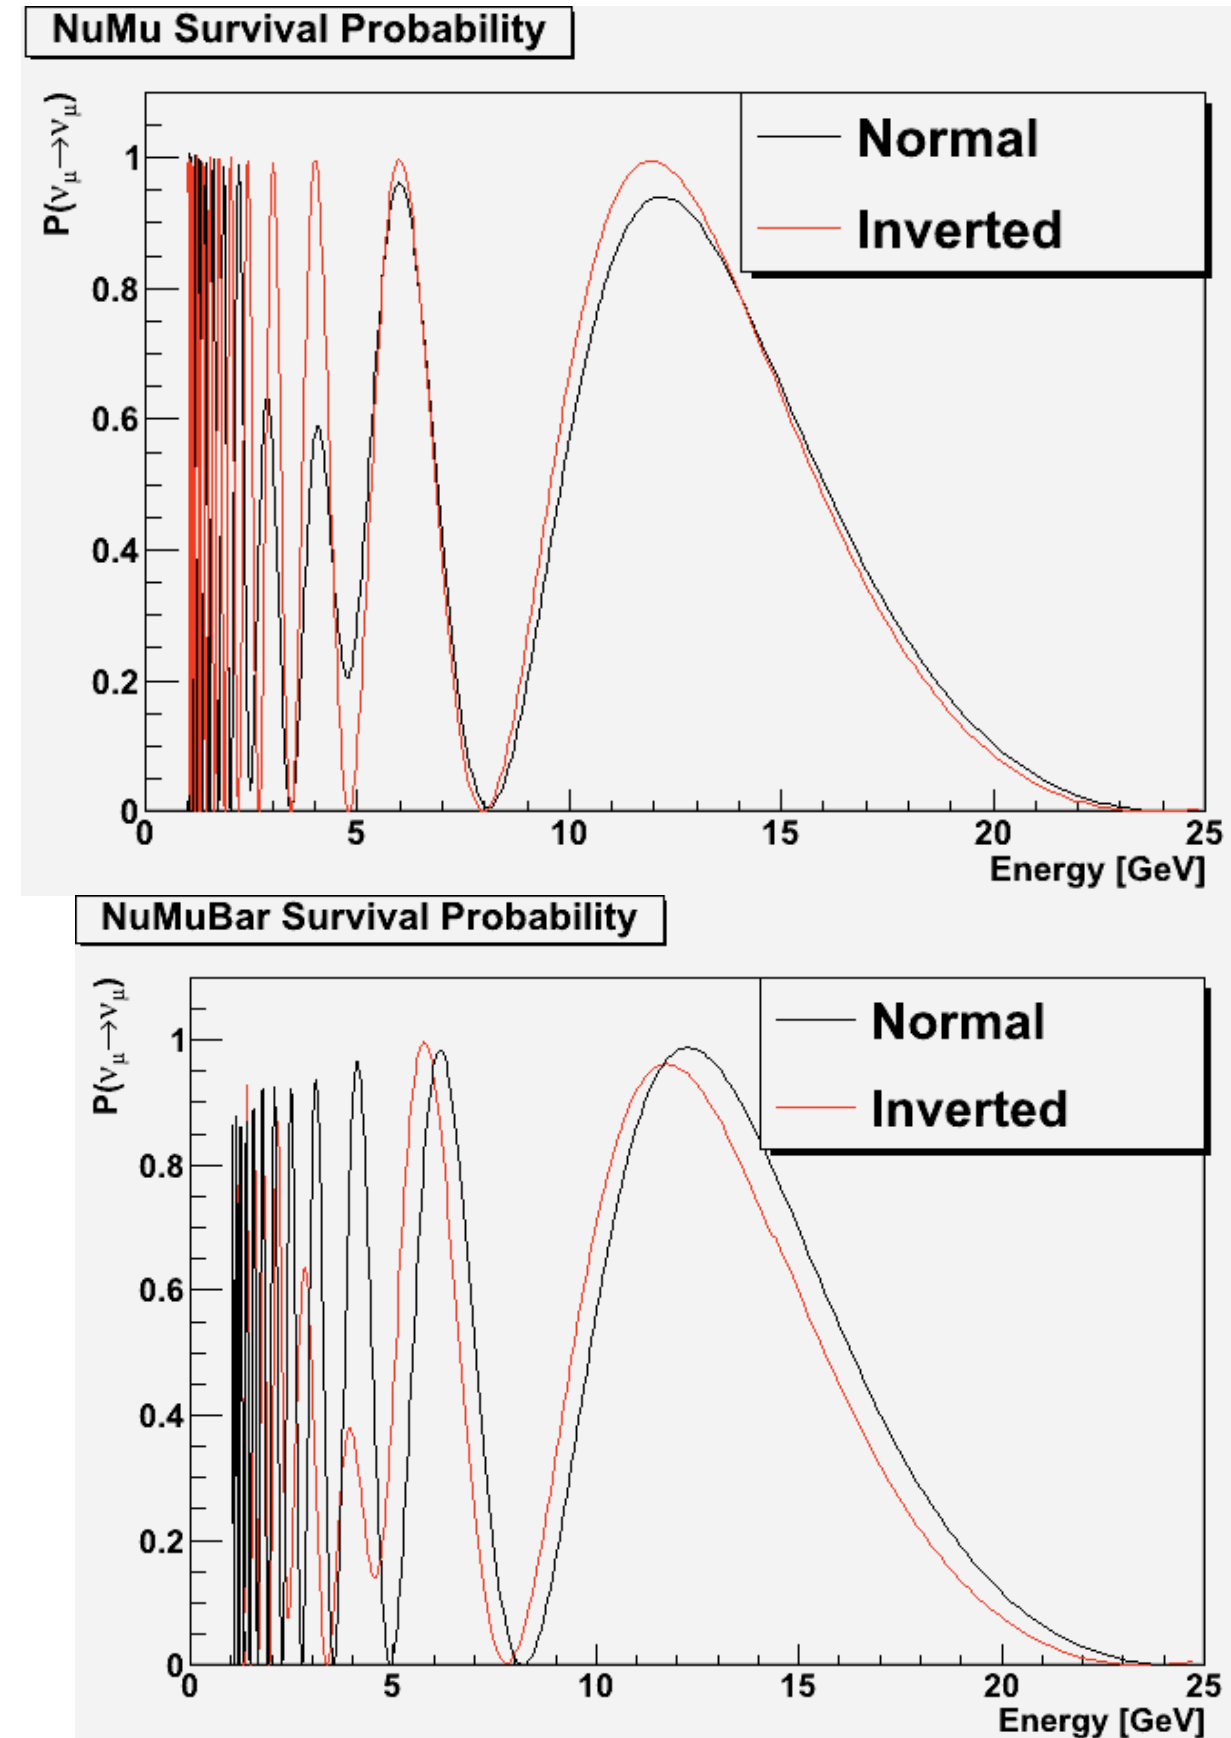 NuMu Survival Probability
P(νμ→νμ)
Normal
Inverted
1
0.8
0.6
0.4
0.2
0
0 5 10 15 20 25
Energy [GeV]
NuMuBar Survival Probability
P(νμ→νμ)
Normal
Inverted
1
0.8
0.6
0.4
0.2
0
0 5 10 15 20 25
Energy [GeV]